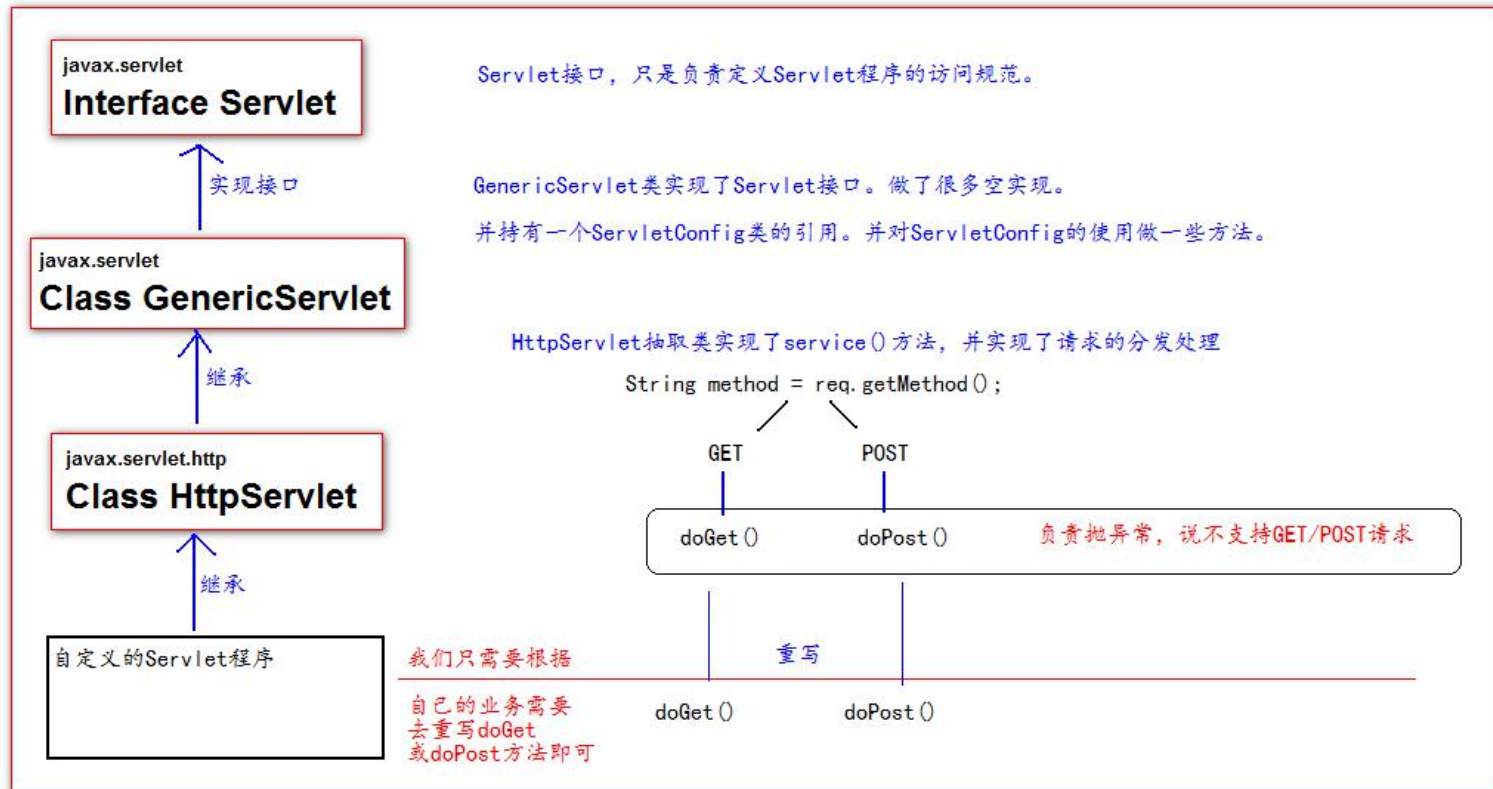 javax.servlet
Interface Servlet
Servlet接口，只是负责定义Servlet程序的访问规范。
实现接口
GenericServlet类实现了Servlet接口。做了很多空实现。
并持有一个ServletConfig类的引用。并对ServletConfig的使用做一些方法。
javax.servlet
Class GenericServlet
继承
HttpServlet抽取类实现了service()方法，并实现了请求的分发处理
String method = req.getMethod();
GET POST
javax.servlet.http
Class HttpServlet
doGet() doPost() 负责抛异常，说不支持GET/POST请求
继承
自定义的Servlet程序
我们只需要根据
重写
自己的业务需要
去重写doGet
或doPost方法即可
doGet() doPost()